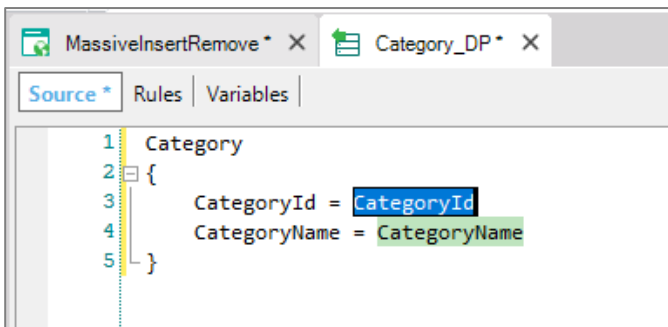 MassiveInsertRemove * X Category_DP * X
Source * Rules Variables
1 Category
2 {
3 CategoryId = CategoryId
4 CategoryName = CategoryName
5 }